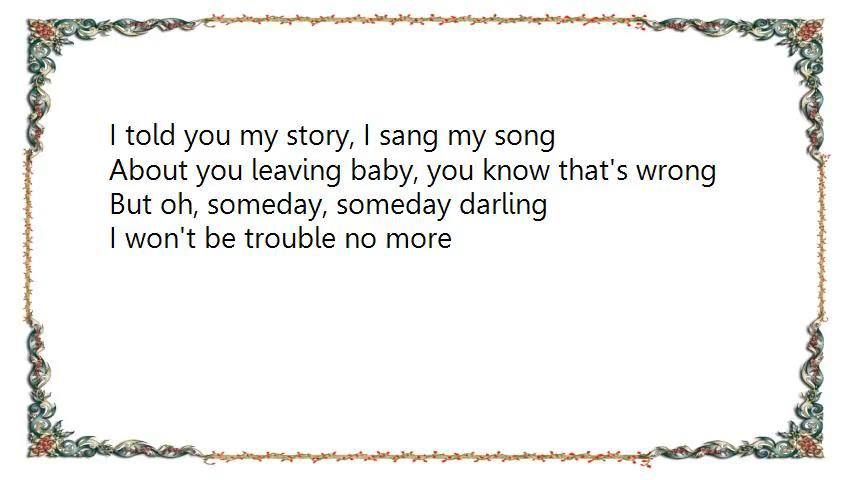 I told you my story, I sang my song
About you leaving baby, you know that's wrong
But oh, someday, someday darling
I won't be trouble no more